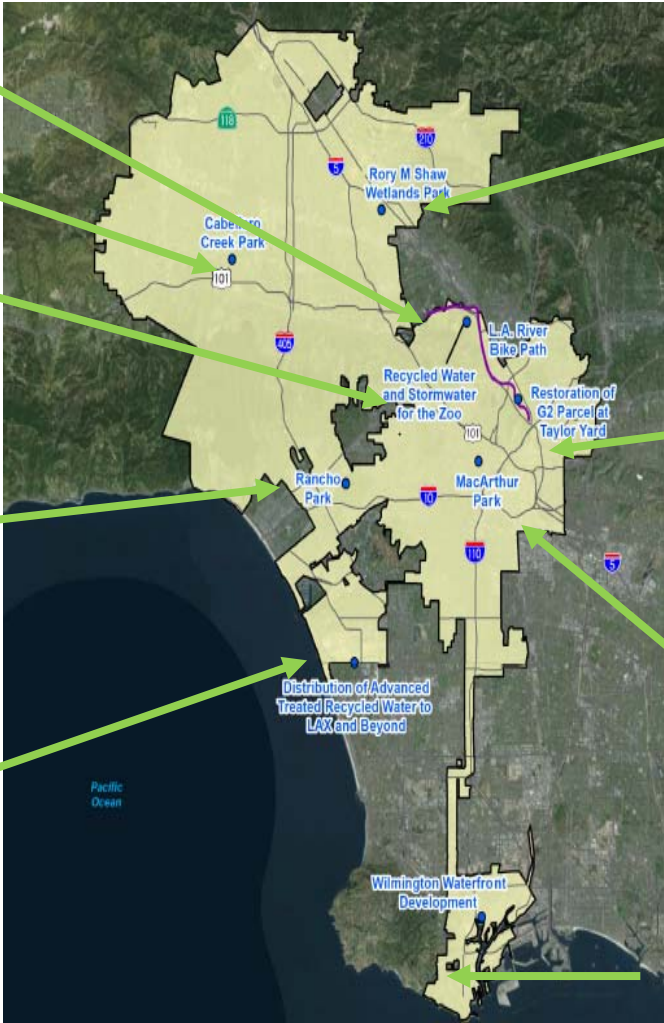 118
210
5
Rory M Shaw
Wetlands Park
Cabellero
Creek Park
101
405
L.A. River
Bike Path
Recycled Water
and Stormwater
for the Zoo
Restoration of
G2 Parcel at
Taylor Yard
101
Rancho
Park
MacArthur
Park
10
110
5
Distribution of Advanced
Treated Recycled Water to
LAX and Beyond
Pacific
Ocean
Wilmington Waterfront
Development